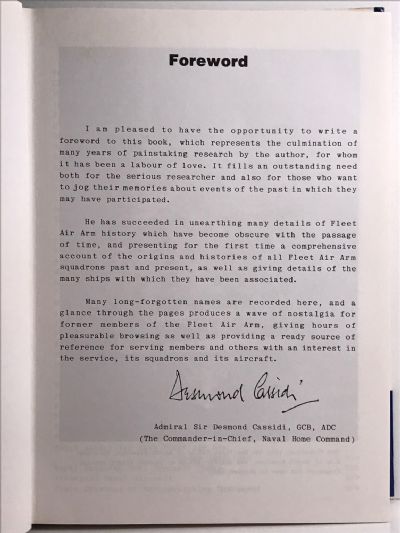 Foreword
I am pleased to have the opportunity to write a
foreword to this book, which represents the culmination of
many years of painstaking research by the author, for whom
it has been a labour of love. It fills an outstanding need
both for the serious researcher and also for those who want
to jog their memories about events of the past in which they
may have participated.
He has succeeded in unearthing many details of Fleet
Air Arm history which have become obscure with the passage
of time, and presenting for the first time a comprehensive
account of the origins and histories of all Fleet Air Arm
squadrons past and present, as well as giving details of the
many ships with which they have been associated.
Many long-forgotten names are recorded here, and a
glance through the pages produces a wave of nostalgia for
former members of the Fleet Air Arm, giving hours of
pleasurable browsing as well as providing a ready source of
reference for serving members and others with an interest in
the service, its squadrons and its aircraft.
Desmond Cassidi
Admiral Sir Desmond Cassidi, GCB, ADC
(The Commander-in-Chief, Naval Home Command)